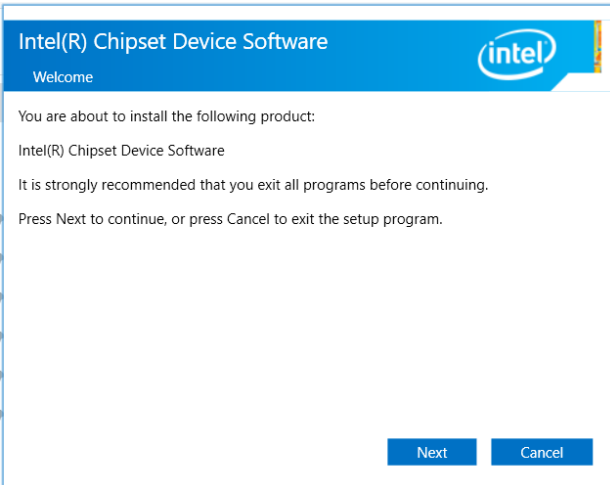 Intel(R) Chipset Device Software
intel
Welcome
You are about to install the following product:
Intel(R) Chipset Device Software
It is strongly recommended that you exit all programs before continuing.
Press Next to continue, or press Cancel to exit the setup program.
Next
Cancel